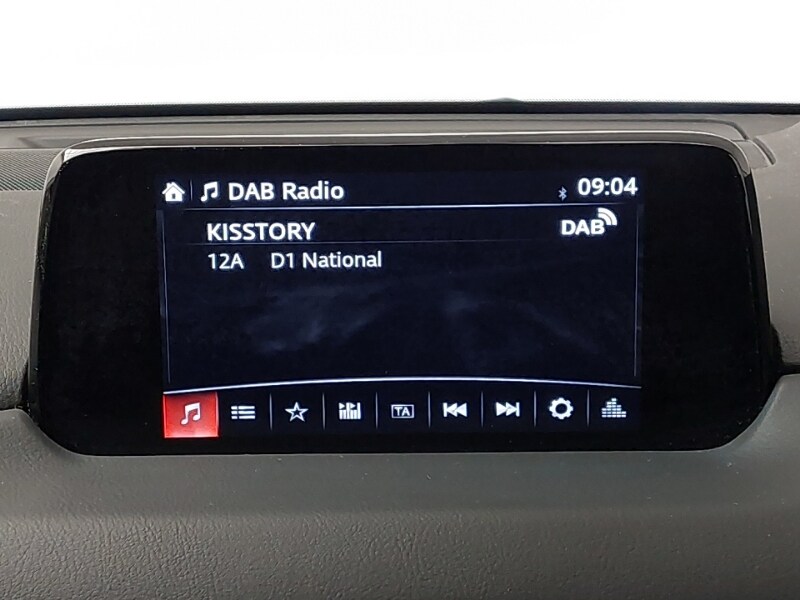 DAB Radio 09:04
KISSTORY DAB
12A D1 National
TA